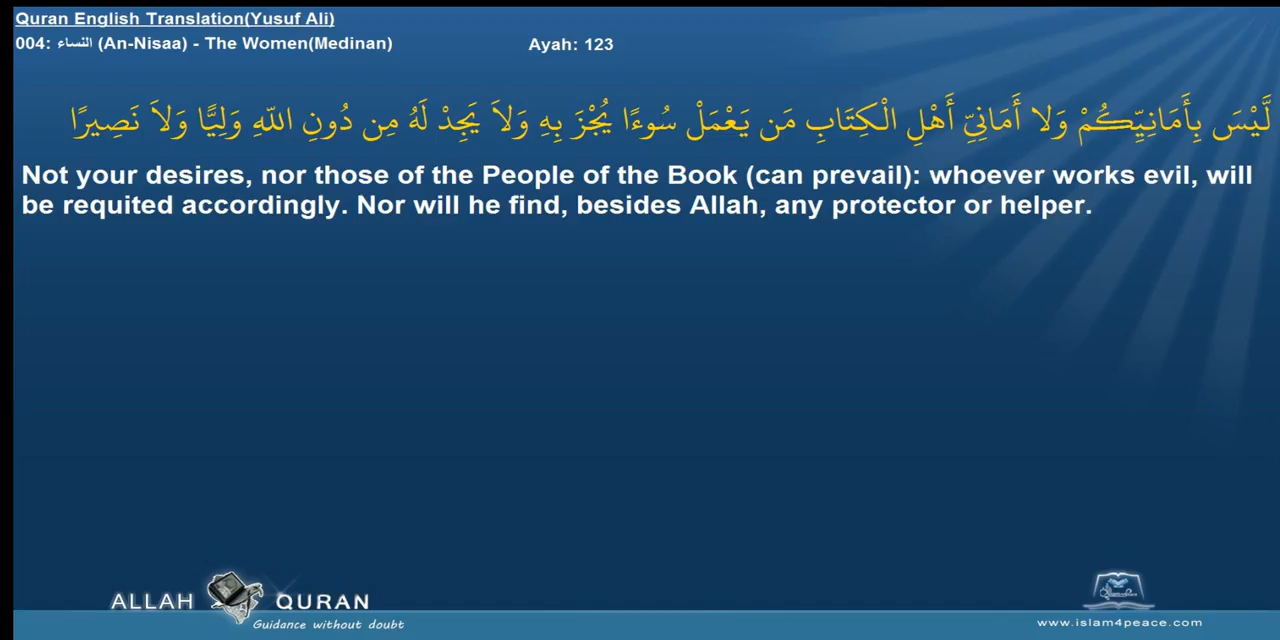 Quran English Translation(Yusuf Ali)
004: النساء (An-Nisaa) - The Women(Medinan) Ayah: 123
لَّيْسَ بِأَمَانِيِّكُمْ وَلا أَمَانِيِّ أَهْلِ الْكِتَابِ مَن يَعْمَلْ سُوءًا يُجْزَ بِهِ وَلاَ يَجِدْ لَهُ مِن دُونِ اللّهِ وَلِيًّا وَلاَ نَصِيرًا
Not your desires, nor those of the People of the Book (can prevail): whoever works evil, will
be requited accordingly. Nor will he find, besides Allah, any protector or helper.
ALLAH QURAN
Guidance without doubt
www.islam4peace.com